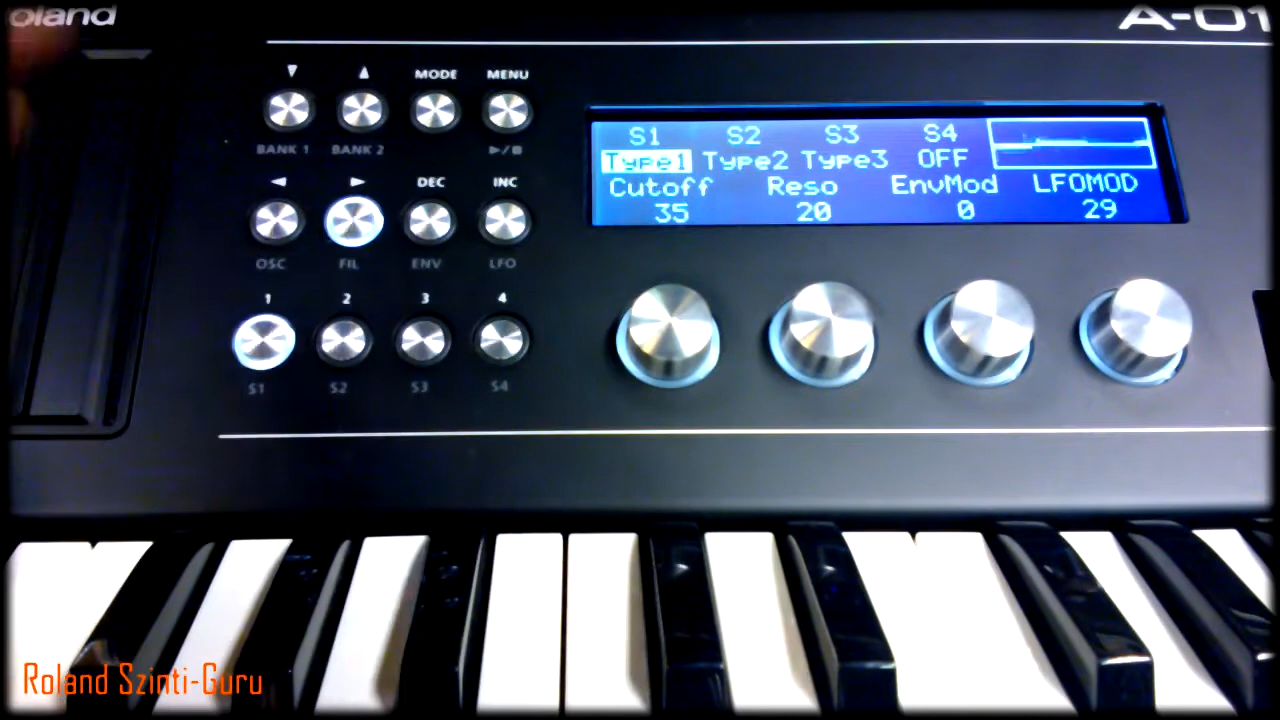 Roland
A-01
▼ ▲ MODE MENU
BANK 1 BANK 2 ►/■
◄ ► DEC INC
OSC FIL ENV LFO
1 2 3 4
S1 S2 S3 S4
S1 S2 S3 S4
Type1 Type2 Type3 OFF
Cutoff Reso EnvMod LFOMOD
35 20 0 29
Roland Szinti-Guru